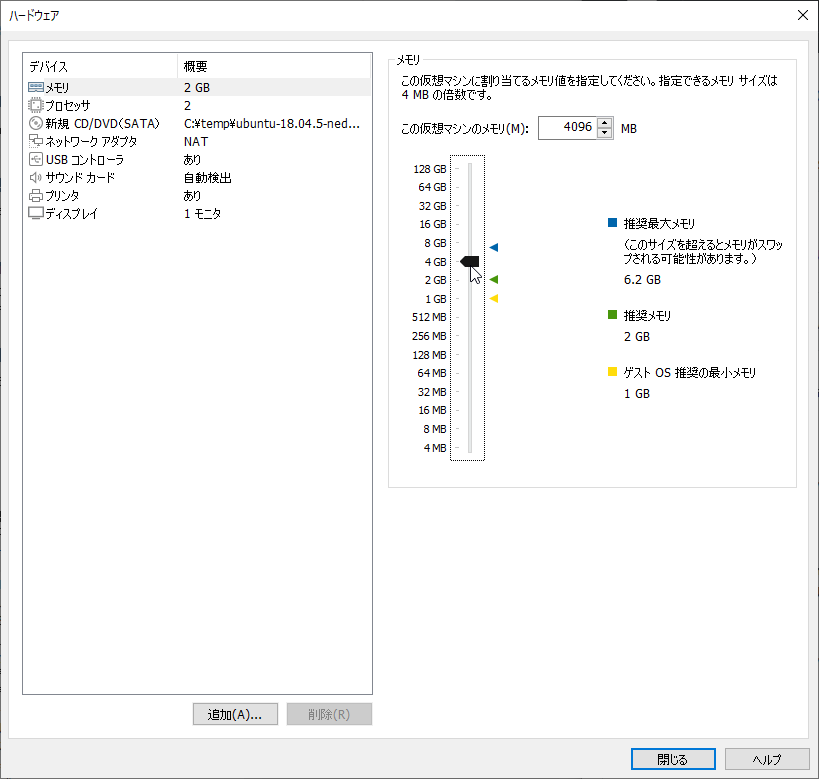 ハードウェア
デバイス 概要
メモリ 2 GB
プロセッサ 2
新規 CD/DVD(SATA) C:¥temp¥ubuntu-18.04.5-ned...
ネットワーク アダプタ NAT
USB コントローラ あり
サウンド カード 自動検出
プリンタ あり
ディスプレイ 1 モニタ
追加(A)... 削除(R)
メモリ
この仮想マシンに割り当てるメモリ値を指定してください。指定できるメモリ サイズは
4 MB の倍数です。
この仮想マシンのメモリ(M): 4096 MB
128 GB
64 GB
32 GB
16 GB
8 GB
4 GB
2 GB
1 GB
512 MB
256 MB
128 MB
64 MB
32 MB
16 MB
8 MB
4 MB
推奨最大メモリ
(このサイズを超えるとメモリがスワッ
プされる可能性があります。)
6.2 GB
推奨メモリ
2 GB
ゲスト OS 推奨の最小メモリ
1 GB
閉じる ヘルプ